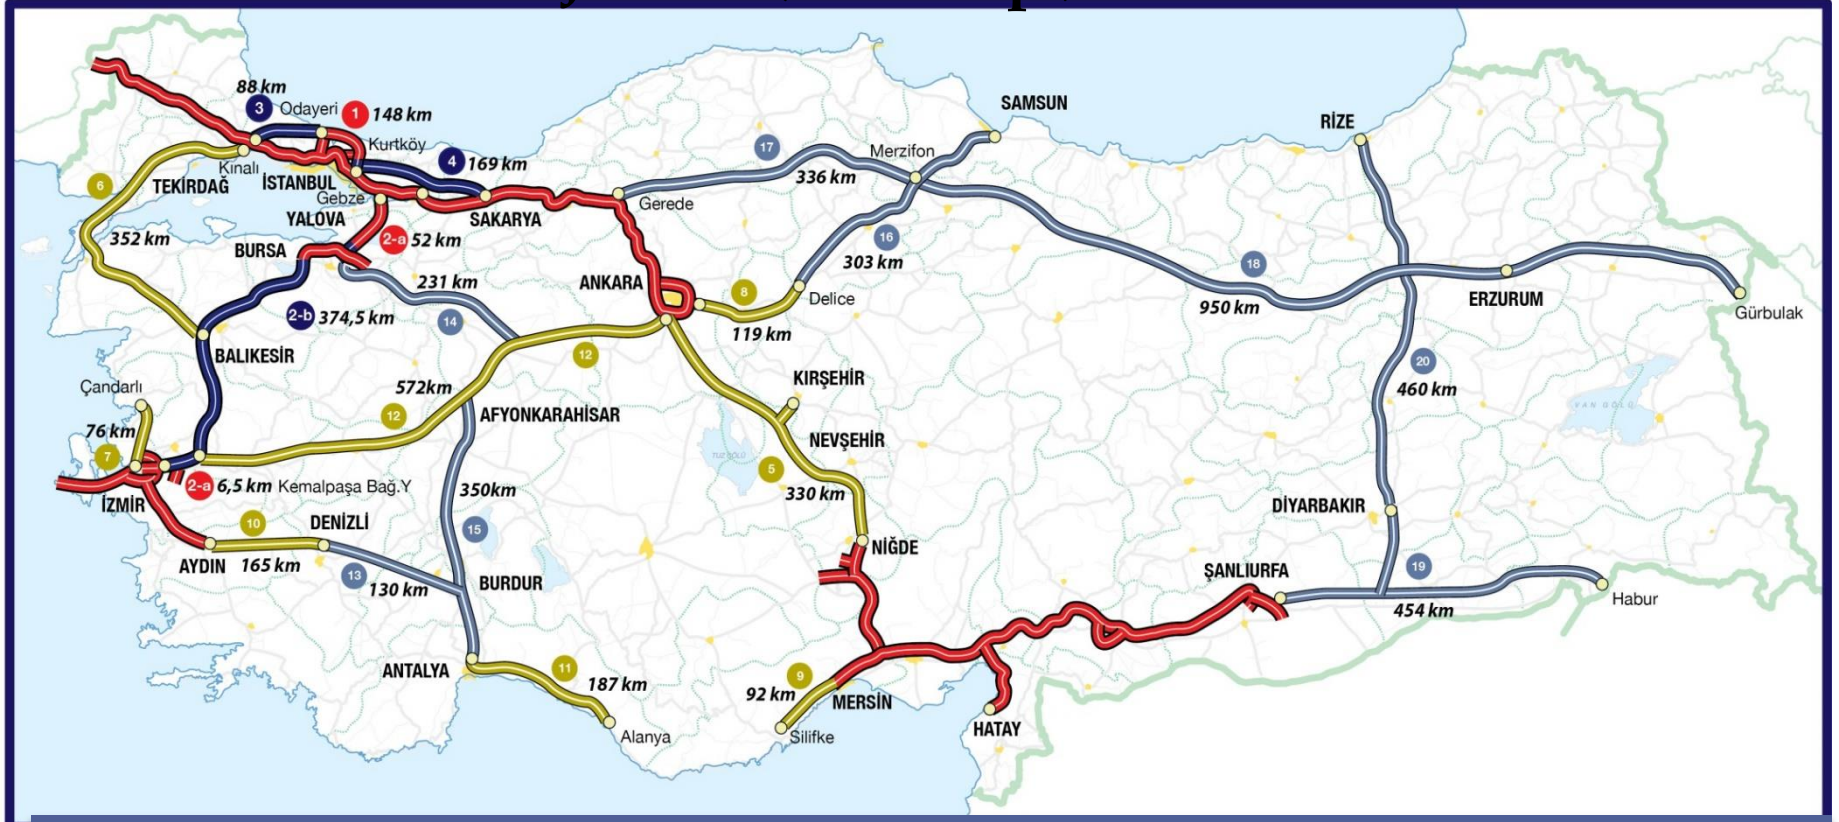 88 km
3
Odayeri
1
148 km
Kurtköy
4
169 km
Kınalı
6
TEKİRDAĞ
İSTANBUL
Gebze
YALOVA
SAKARYA
352 km
BURSA
2-a
52 km
231 km
2-b
374,5 km
14
BALIKESİR
Çandarlı
76 km
7
572km
12
12
AFYONKARAHİSAR
2-a
6,5 km
Kemalpaşa Bağ.Y
İZMİR
350km
10
DENİZLİ
15
AYDIN
165 km
13
130 km
BURDUR
ANTALYA
11
187 km
Alanya
Gerede
17
336 km
Merzifon
SAMSUN
16
303 km
ANKARA
8
Delice
119 km
KIRŞEHİR
NEVŞEHİR
TUZ GÖLÜ
5
330 km
NİĞDE
9
92 km
MERSİN
Silifke
HATAY
RİZE
18
950 km
ERZURUM
Gürbulak
20
460 km
VAN GÖLÜ
DİYARBAKIR
ŞANLIURFA
19
454 km
Habur